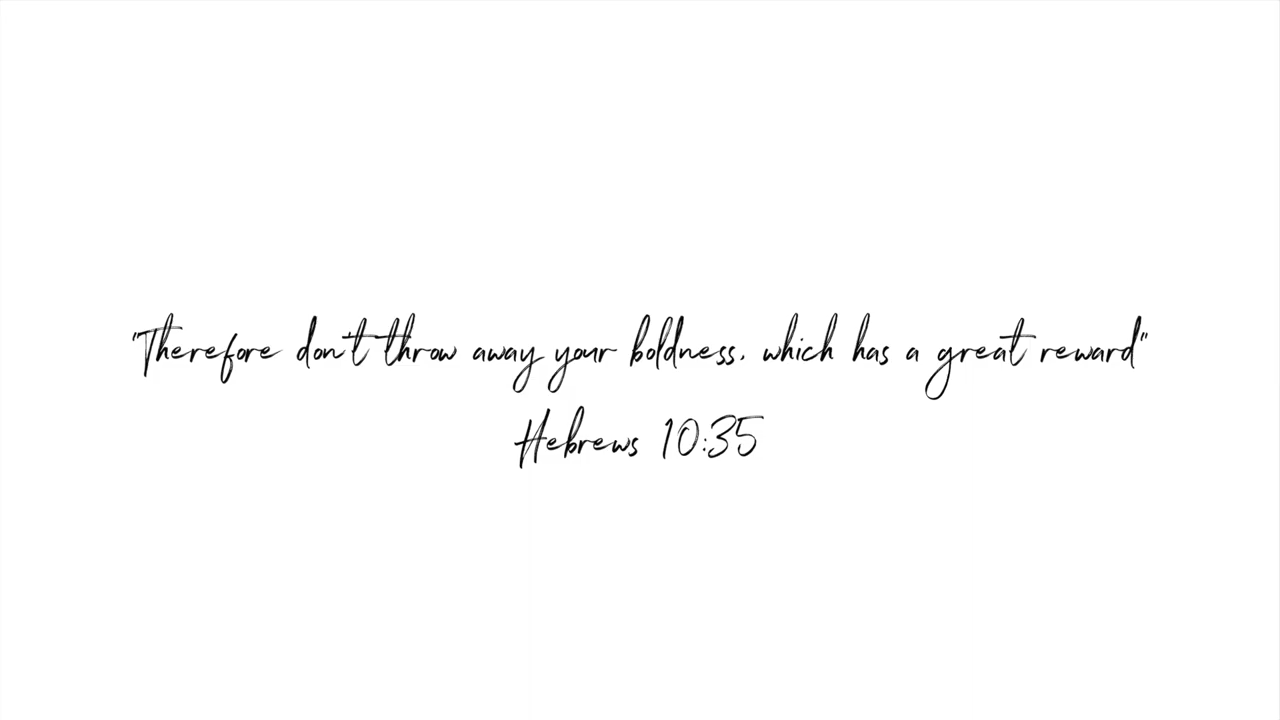 "Therefore don't throw away your boldness, which has a great reward"
Hebrews 10:35